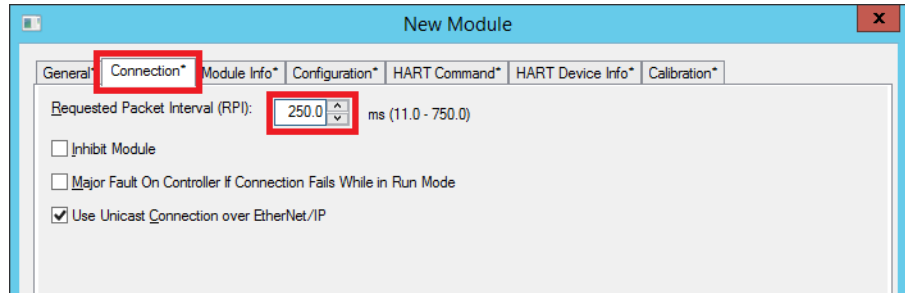 New Module
x
General* Connection* Module Info* Configuration* HART Command* HART Device Info* Calibration*
Requested Packet Interval (RPI): 250.0 ms (11.0 - 750.0)
Inhibit Module
Major Fault On Controller If Connection Fails While in Run Mode
Use Unicast Connection over EtherNet/IP